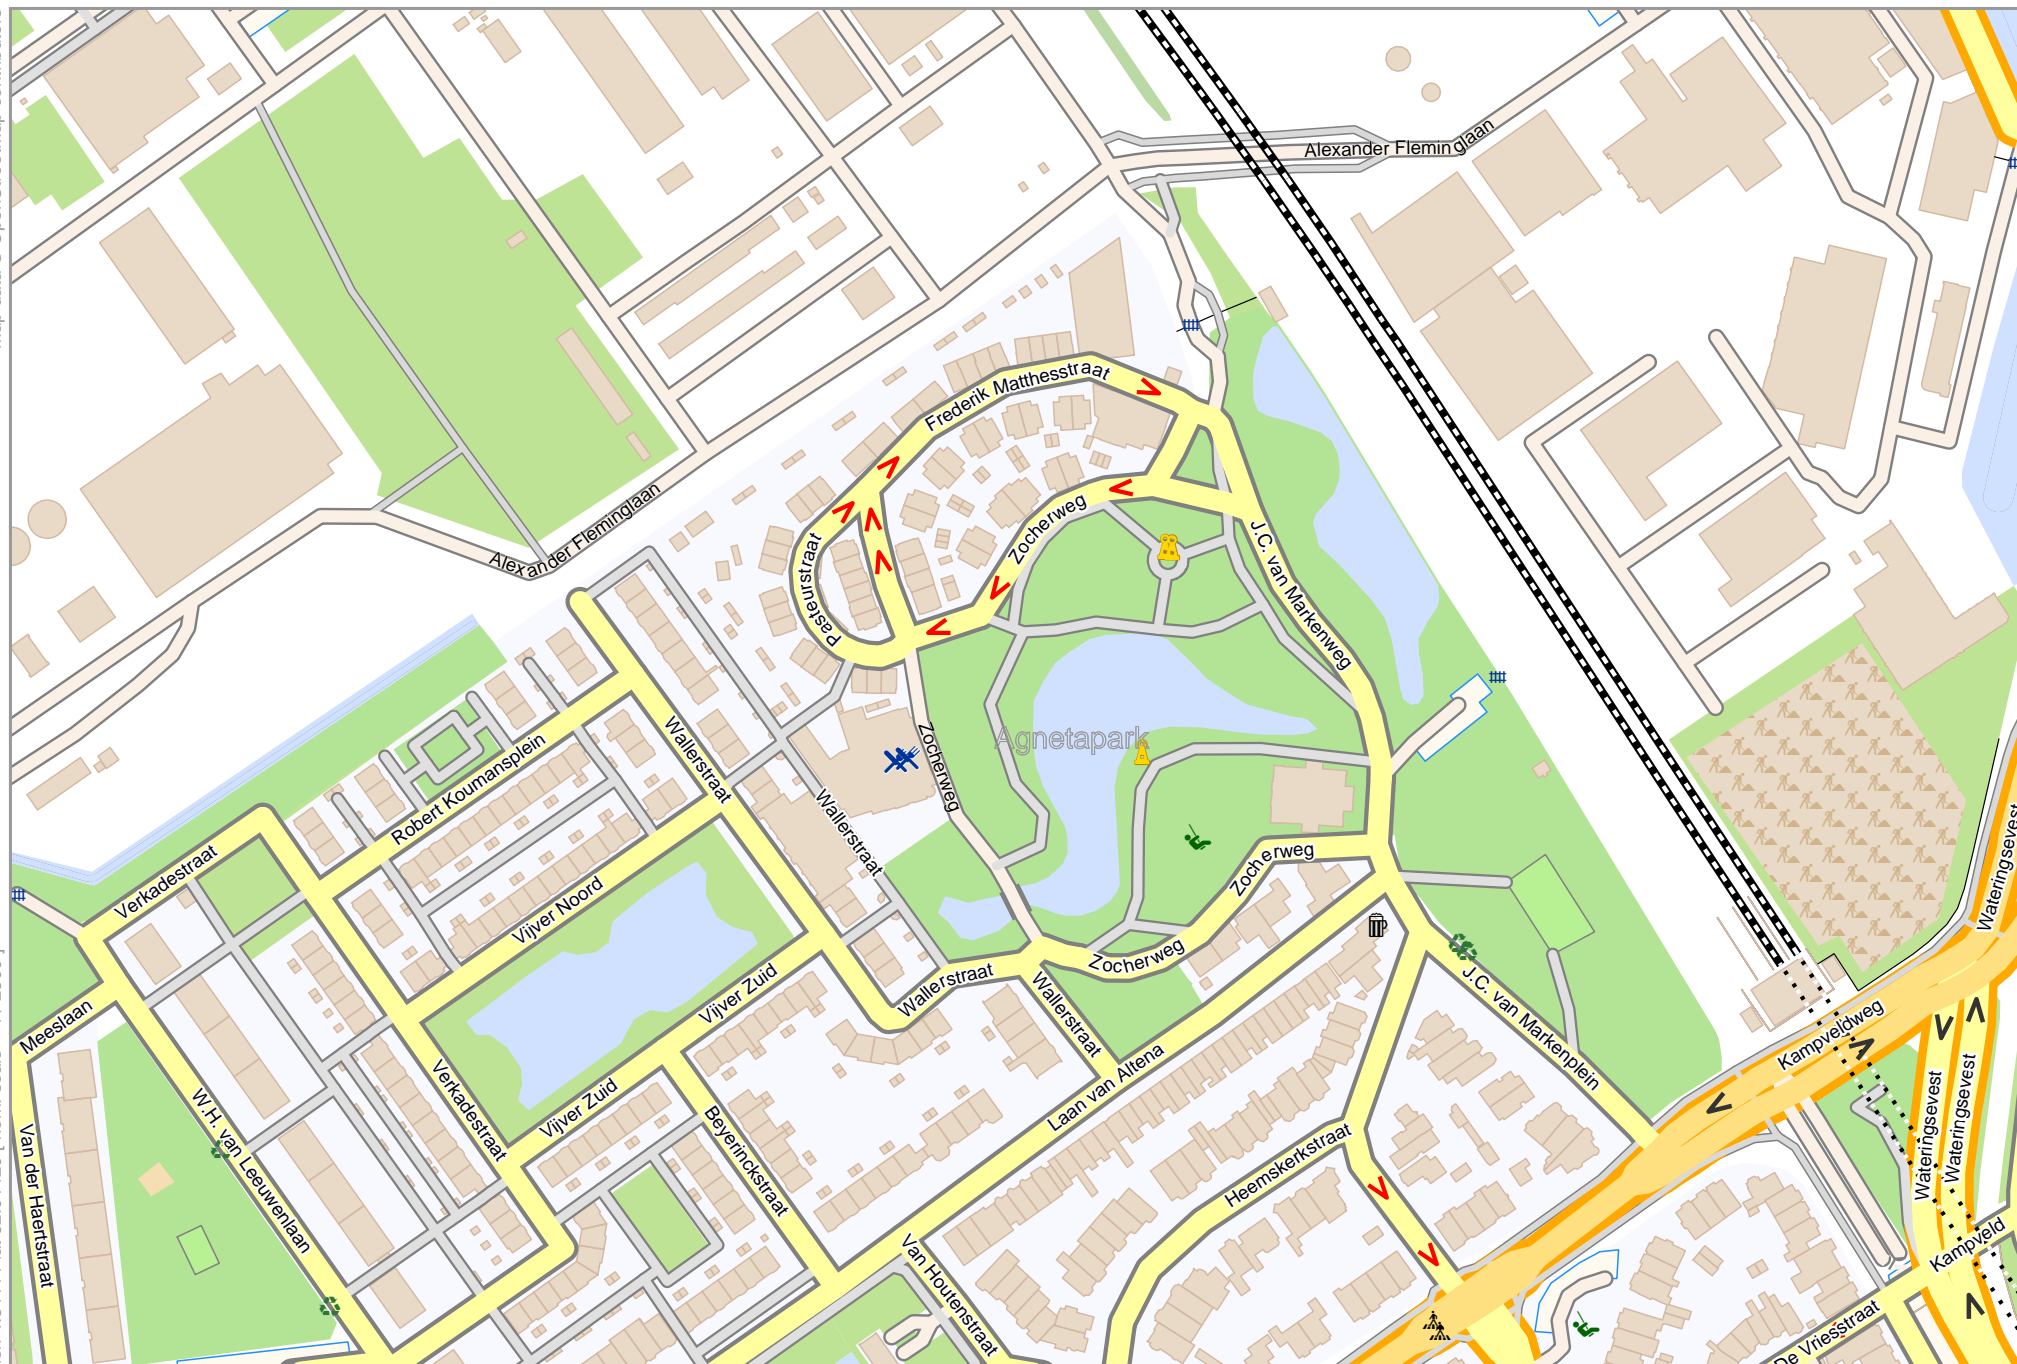 Alexander Fleminglaan
Frederik Matthesstraat
Alexander Fleminglaan
Zocherweg
Pasteurstraat
J.C. van Markenweg
Agnetapark
Wallerstraat
Zocherweg
Robert Koumansplein
Wallerstraat
Verkadestraat
Zocherweg
Vijver Noord
Wateringsevest
Zocherweg
Wallerstraat
Vijver Zuid
Wallerstraat
J.C. van Markenplein
Meeslaan
Kampveldweg
Laan van Altena
Verkadestraat
Vijver Zuid
W.H. van Leeuwenlaan
Beyerinckstraat
Heemskerkstraat
Wateringsevest
Wateringsevest
Van der Haertstraat
Van Houtenstraat
Kampveld
De Vriesstraat